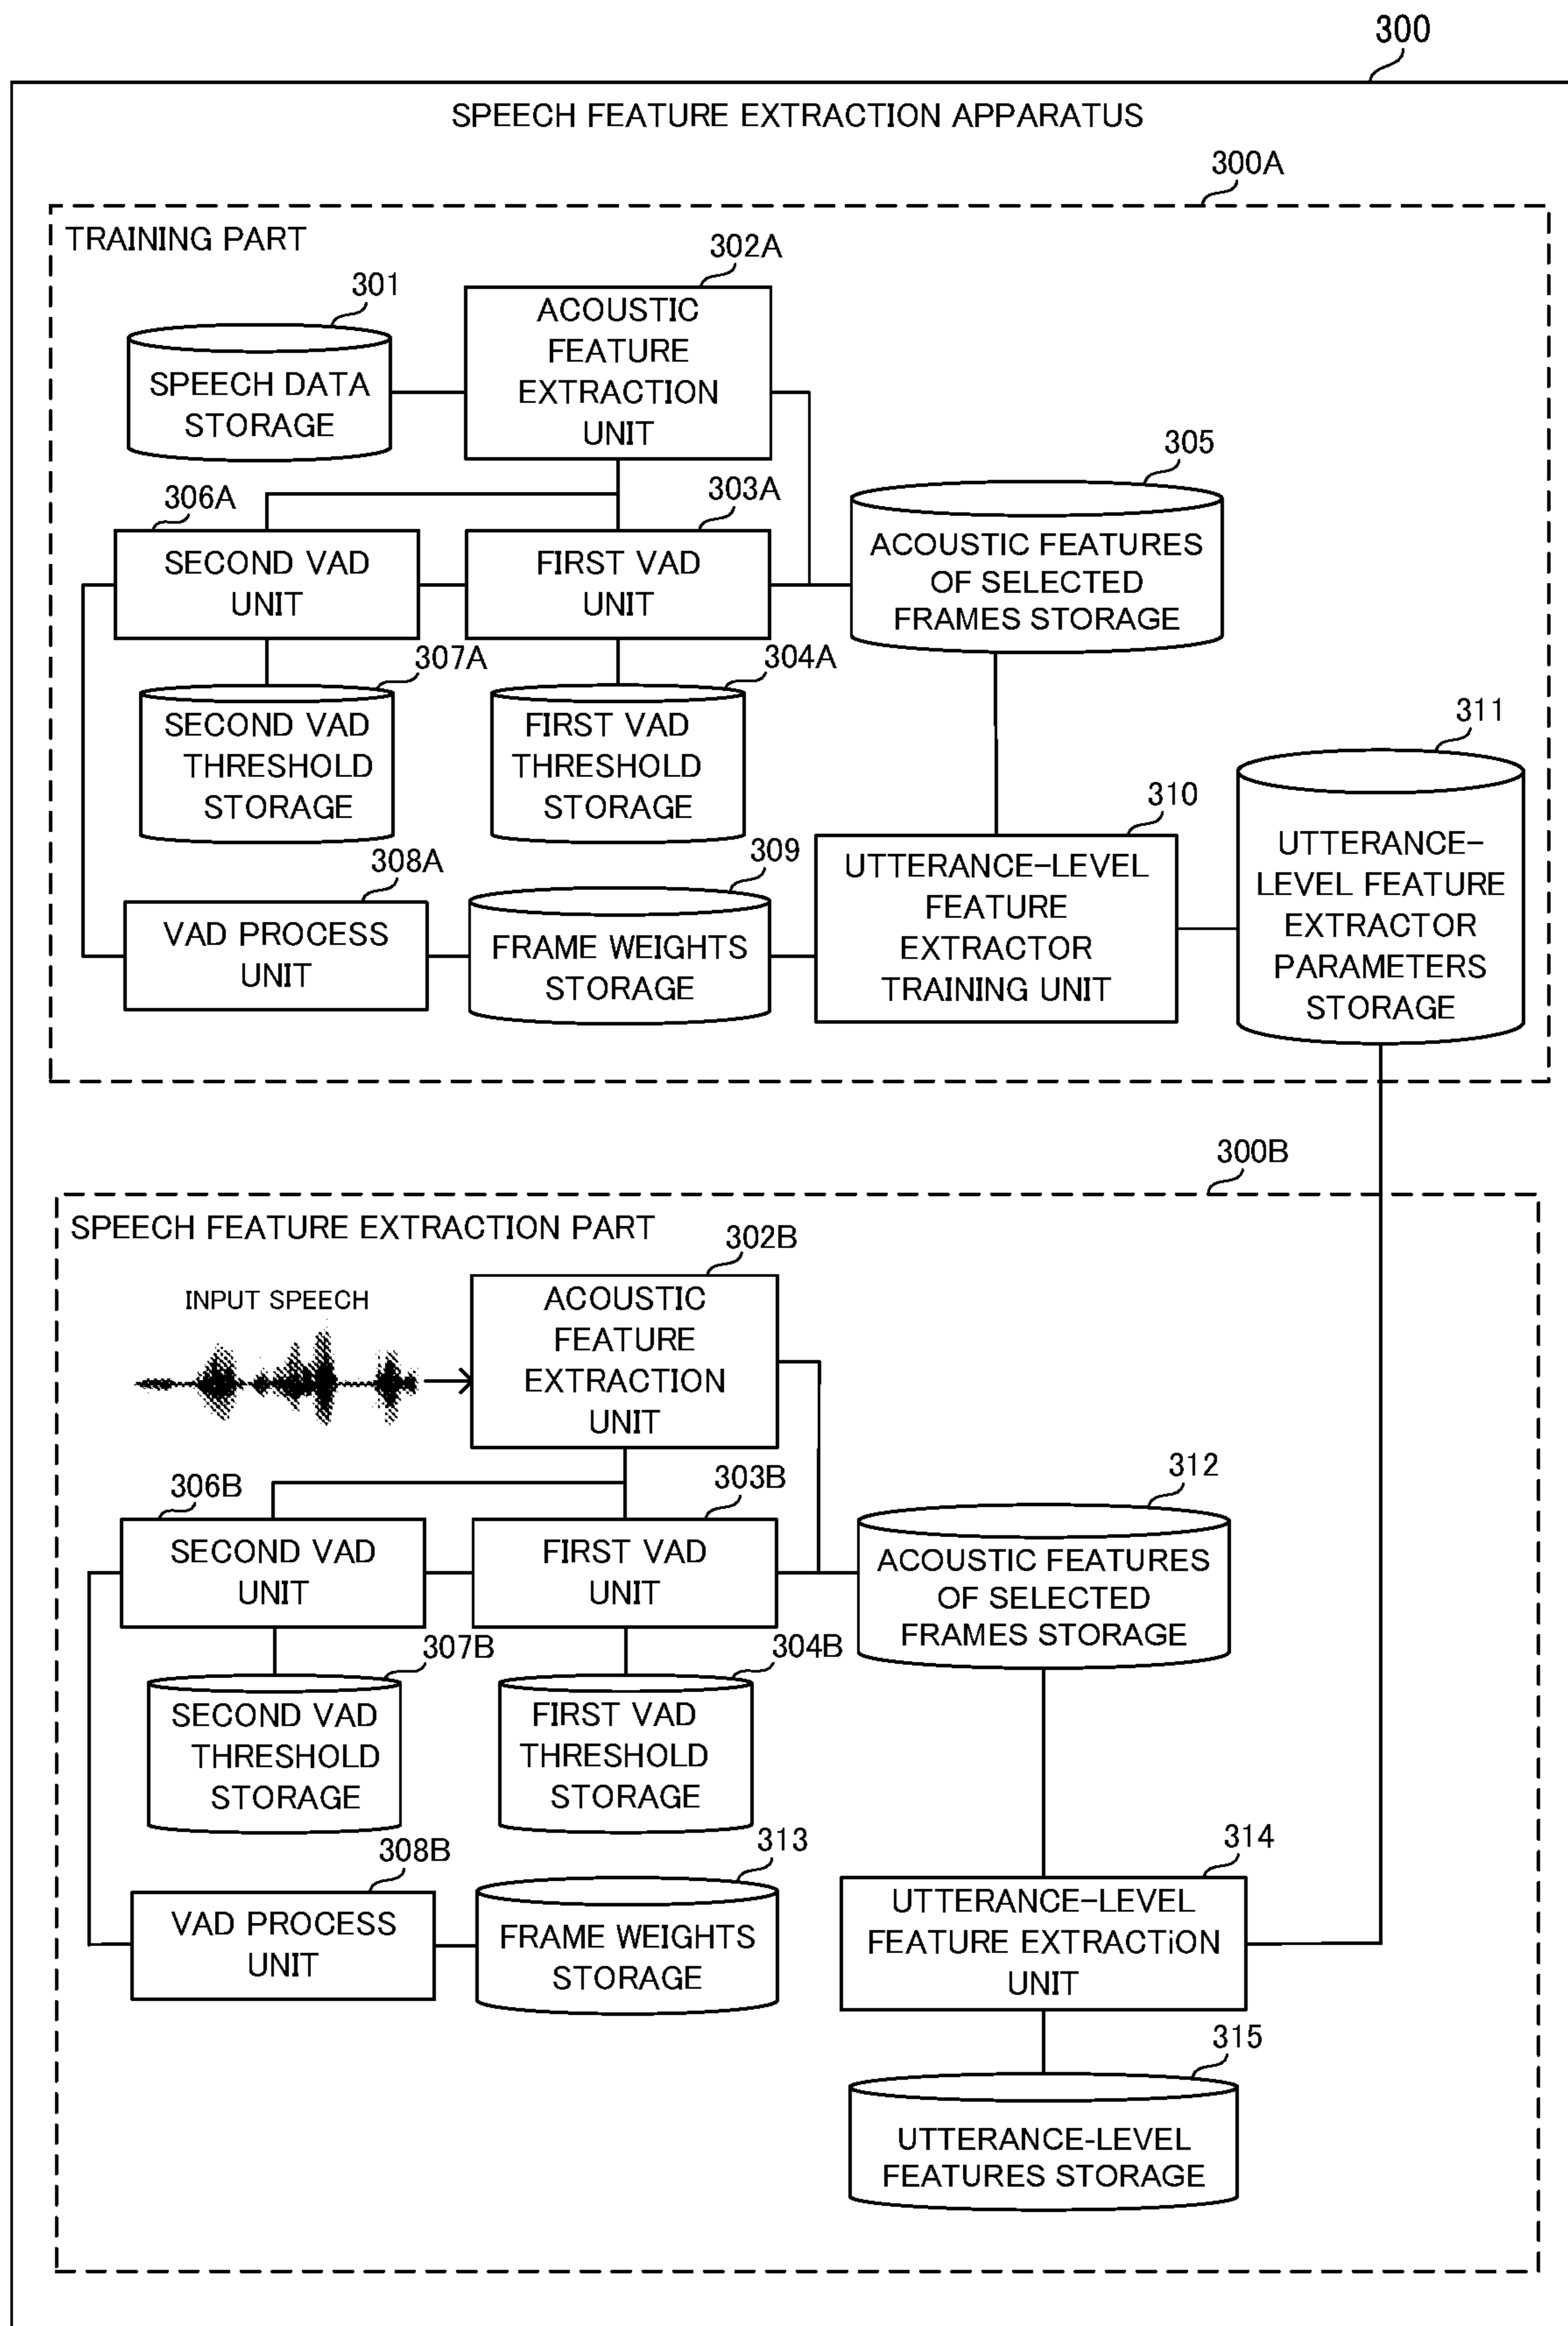 300
SPEECH FEATURE EXTRACTION APPARATUS
300A
TRAINING PART
302A
301
ACOUSTIC
FEATURE
EXTRACTION
UNIT
SPEECH DATA
STORAGE
305
306A
303A
ACOUSTIC FEATURES
OF SELECTED
FRAMES STORAGE
SECOND VAD
UNIT
FIRST VAD
UNIT
307A
304A
SECOND VAD
THRESHOLD
STORAGE
FIRST VAD
THRESHOLD
STORAGE
311
310
308A
309
UTTERANCE-
LEVEL FEATURE
EXTRACTOR
PARAMETERS
STORAGE
UTTERANCE-LEVEL
FEATURE
EXTRACTOR
TRAINING UNIT
VAD PROCESS
UNIT
FRAME WEIGHTS
STORAGE
300B
SPEECH FEATURE EXTRACTION PART
302B
INPUT SPEECH
ACOUSTIC
FEATURE
EXTRACTION
UNIT
312
306B
303B
ACOUSTIC FEATURES
OF SELECTED
FRAMES STORAGE
SECOND VAD
UNIT
FIRST VAD
UNIT
307B
304B
SECOND VAD
THRESHOLD
STORAGE
FIRST VAD
THRESHOLD
STORAGE
308B
313
314
VAD PROCESS
UNIT
FRAME WEIGHTS
STORAGE
UTTERANCE-LEVEL
FEATURE EXTRACTiON
UNIT
315
UTTERANCE-LEVEL
FEATURES STORAGE